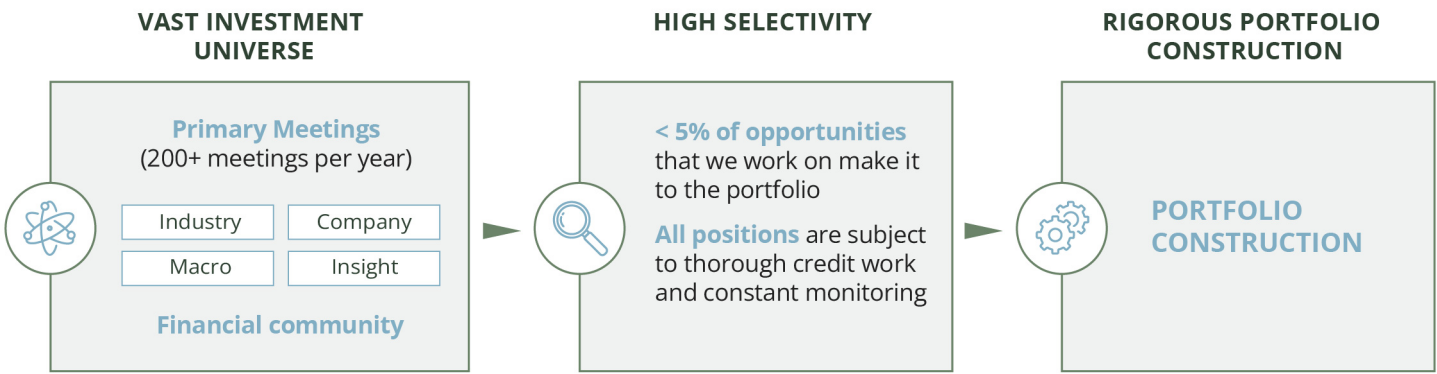 VAST INVESTMENT
UNIVERSE
Primary Meetings
(200+ meetings per year)
Industry
Company
Macro
Insight
Financial community
HIGH SELECTIVITY
< 5% of opportunities
that we work on make it
to the portfolio
All positions are subject
to thorough credit work
and constant monitoring
RIGOROUS PORTFOLIO
CONSTRUCTION
PORTFOLIO
CONSTRUCTION